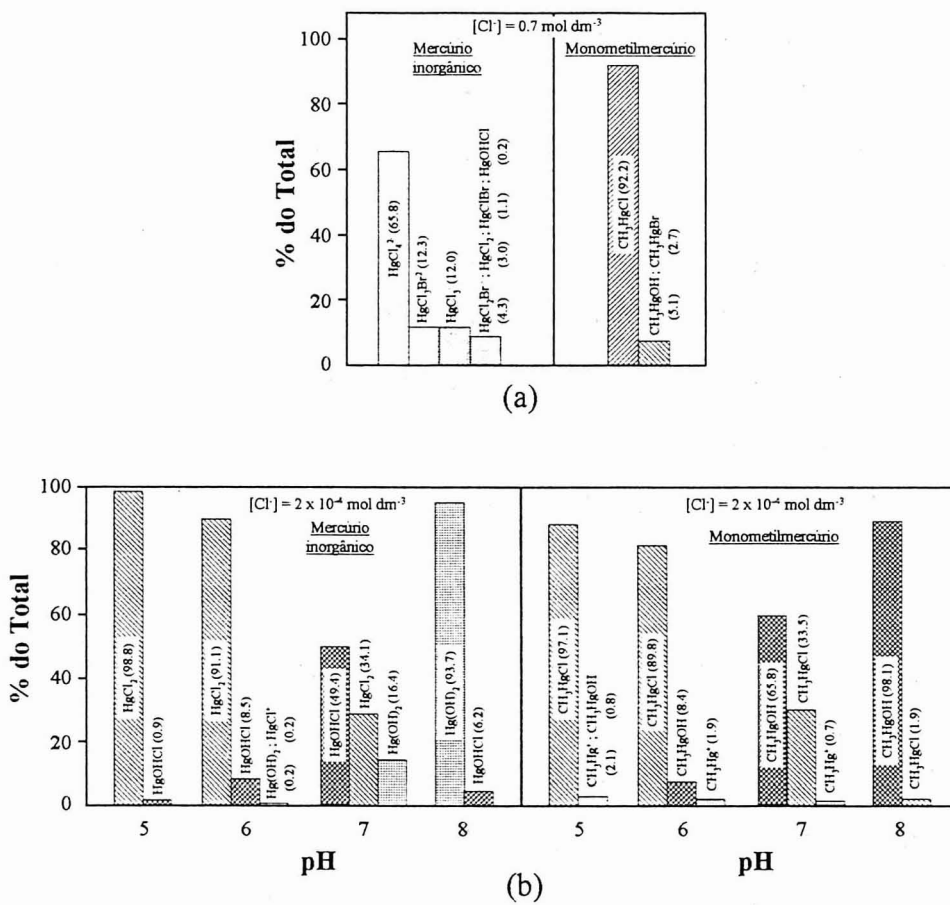 [Cl⁻] = 0.7 mol dm⁻³
Mercúrio
inorgânico
Monometilmercúrio
% do Total
100
80
60
40
20
0
HgCl₄²⁻ (65.8)
HgCl₃Br²⁻ (12.3)
HgCl₃⁻ (12.0)
HgCl₂Br⁻ ; HgCl₂ ; HgClBr ; HgOHCl
(4.3) (3.0) (1.1) (0.2)
CH₃HgCl (92.2)
CH₃HgOH ; CH₃HgBr
(5.1) (2.7)
(a)
% do Total
100
80
60
40
20
0
[Cl⁻] = 2 x 10⁻⁴ mol dm⁻³
Mercúrio
inorgânico
HgCl₂ (98.8)
HgOHCl (0.9)
HgCl₂ (91.1)
HgOHCl (8.5)
Hg(OH)₂ ; HgCl⁺
(0.2) (0.2)
HgOHCl (49.4)
HgCl₂ (34.1)
Hg(OH)₂ (16.4)
Hg(OH)₂ (93.7)
HgOHCl (6.2)
5 6 7 8
pH
[Cl⁻] = 2 x 10⁻⁴ mol dm⁻³
Monometilmercúrio
CH₃HgCl (97.1)
CH₃Hg⁺ ; CH₃HgOH
(2.1) (0.8)
CH₃HgCl (89.8)
CH₃HgOH (8.4)
CH₃Hg⁺ (1.9)
CH₃HgOH (65.8)
CH₃HgCl (33.5)
CH₃Hg⁺ (0.7)
CH₃HgOH (98.1)
CH₃HgCl (1.9)
5 6 7 8
pH
(b)